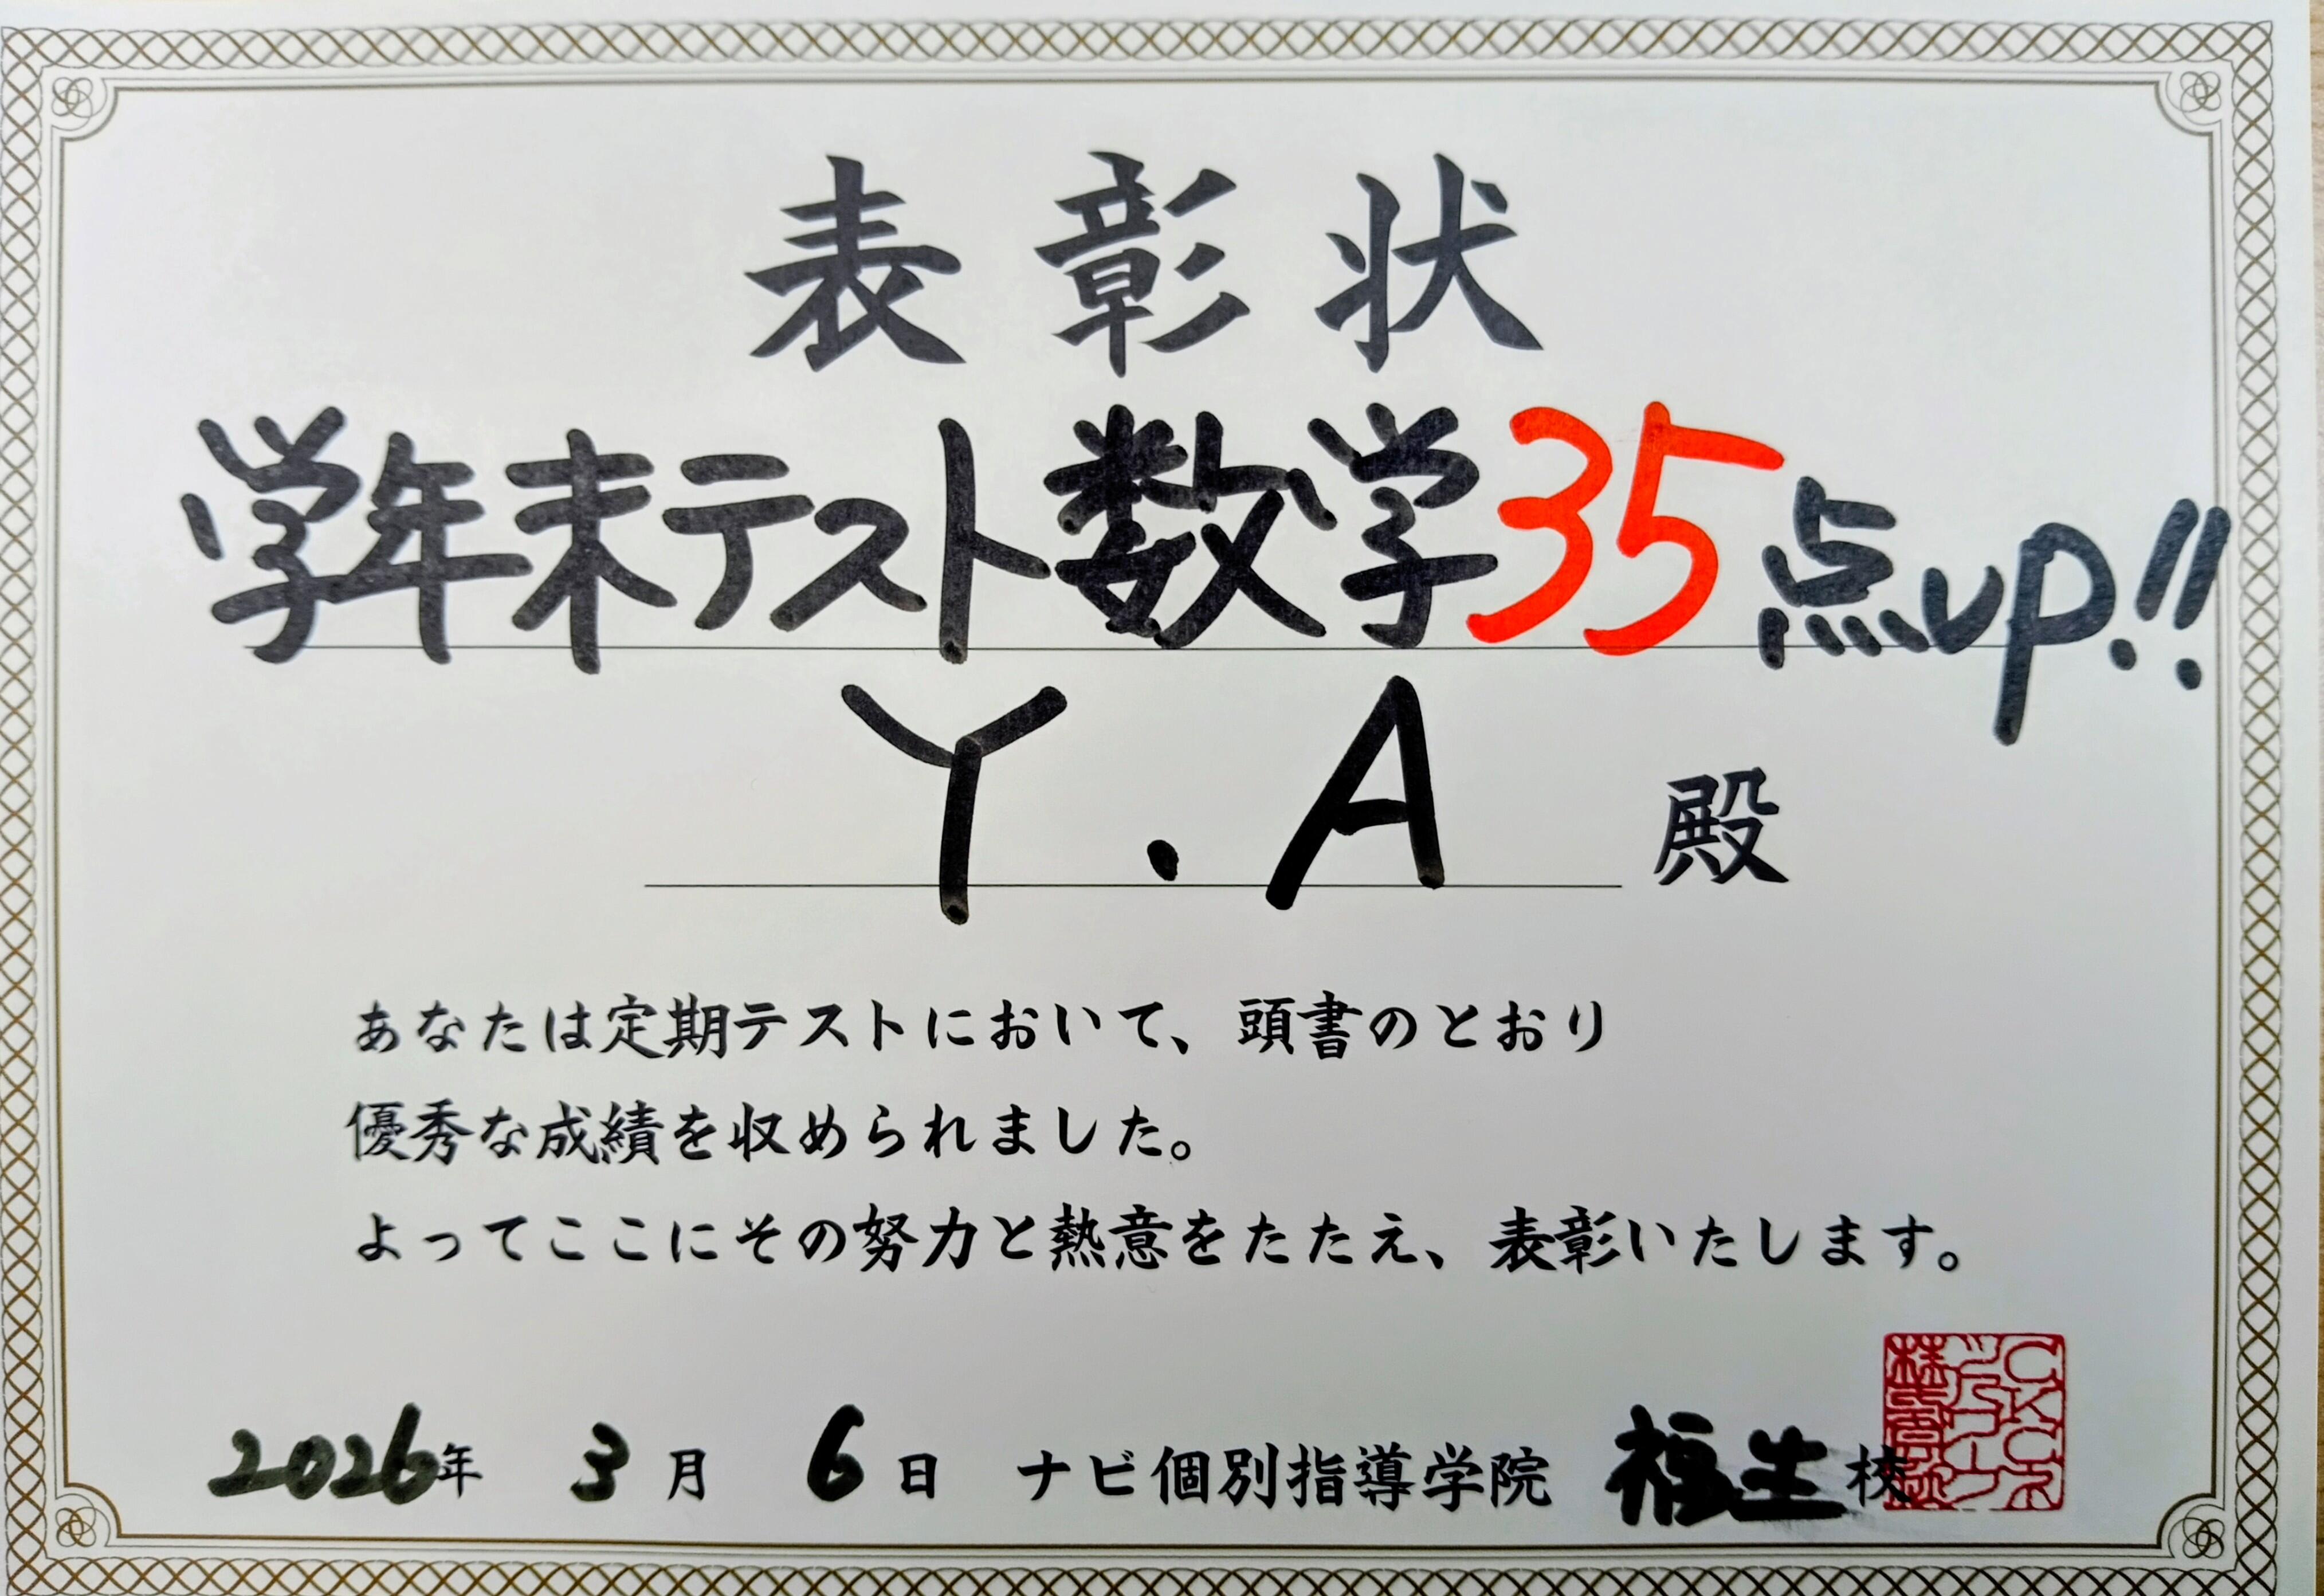 表彰状
学年末テスト数学35点up!!
Y.A 殿
あなたは定期テストにおいて、頭書のとおり
優秀な成績を収められました。
よってここにその努力と熱意をたたえ、表彰いたします。
2026年 3月 6日 ナビ個別指導学院 福生校